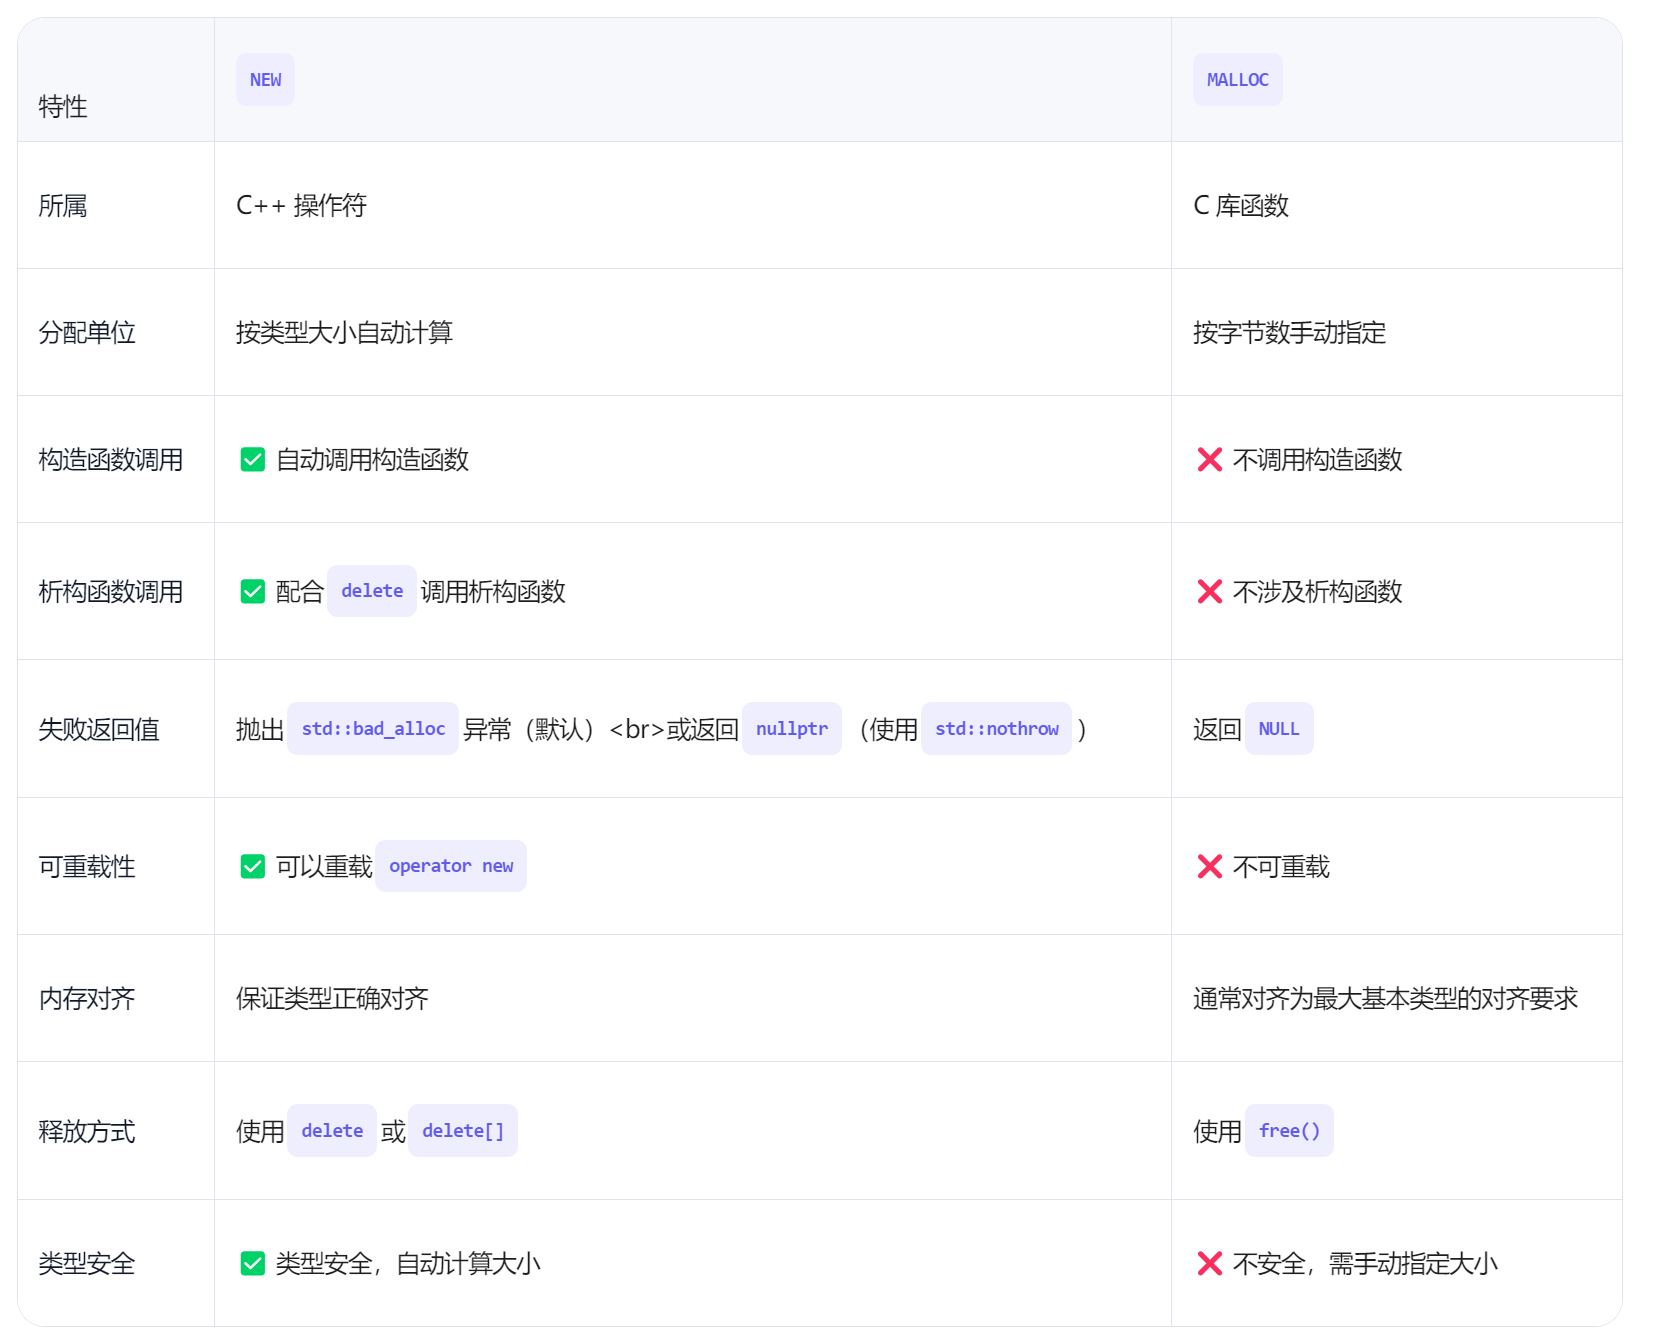 特性 NEW MALLOC
所属 C++ 操作符 C 库函数
分配单位 按类型大小自动计算 按字节数手动指定
构造函数调用 ✅ 自动调用构造函数 ❌ 不调用构造函数
析构函数调用 ✅ 配合 delete 调用析构函数 ❌ 不涉及析构函数
失败返回值 抛出 std::bad_alloc 异常（默认）<br>或返回 nullptr （使用 std::nothrow ） 返回 NULL
可重载性 ✅ 可以重载 operator new ❌ 不可重载
内存对齐 保证类型正确对齐 通常对齐为最大基本类型的对齐要求
释放方式 使用 delete 或 delete[] 使用 free()
类型安全 ✅ 类型安全，自动计算大小 ❌ 不安全，需手动指定大小